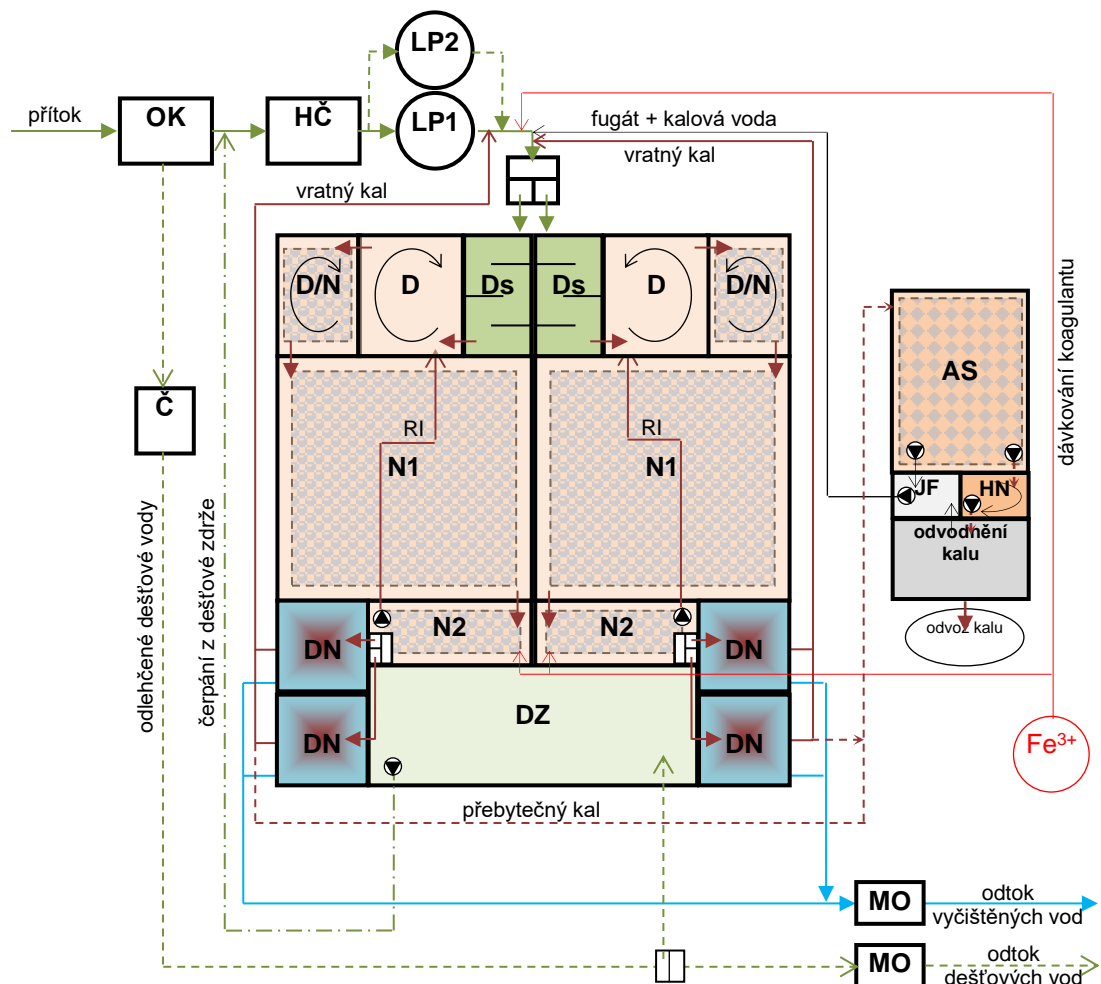 LP2
přítok
OK
HČ
LP1
fugát + kalová voda
vratný kal
vratný kal
D/N
D
Ds
Ds
D
D/N
AS
dávkování koagulantu
Č
RI
RI
N1
N1
JF
HN
odvodnění
kalu
odlehčené dešťové vody
čerpání z dešťové zdrže
N2
N2
odvoz kalu
DN
DN
DZ
DN
DN
Fe3+
přebytečný kal
MO
odtok
vyčištěných vod
MO
odtok
dešťových vod